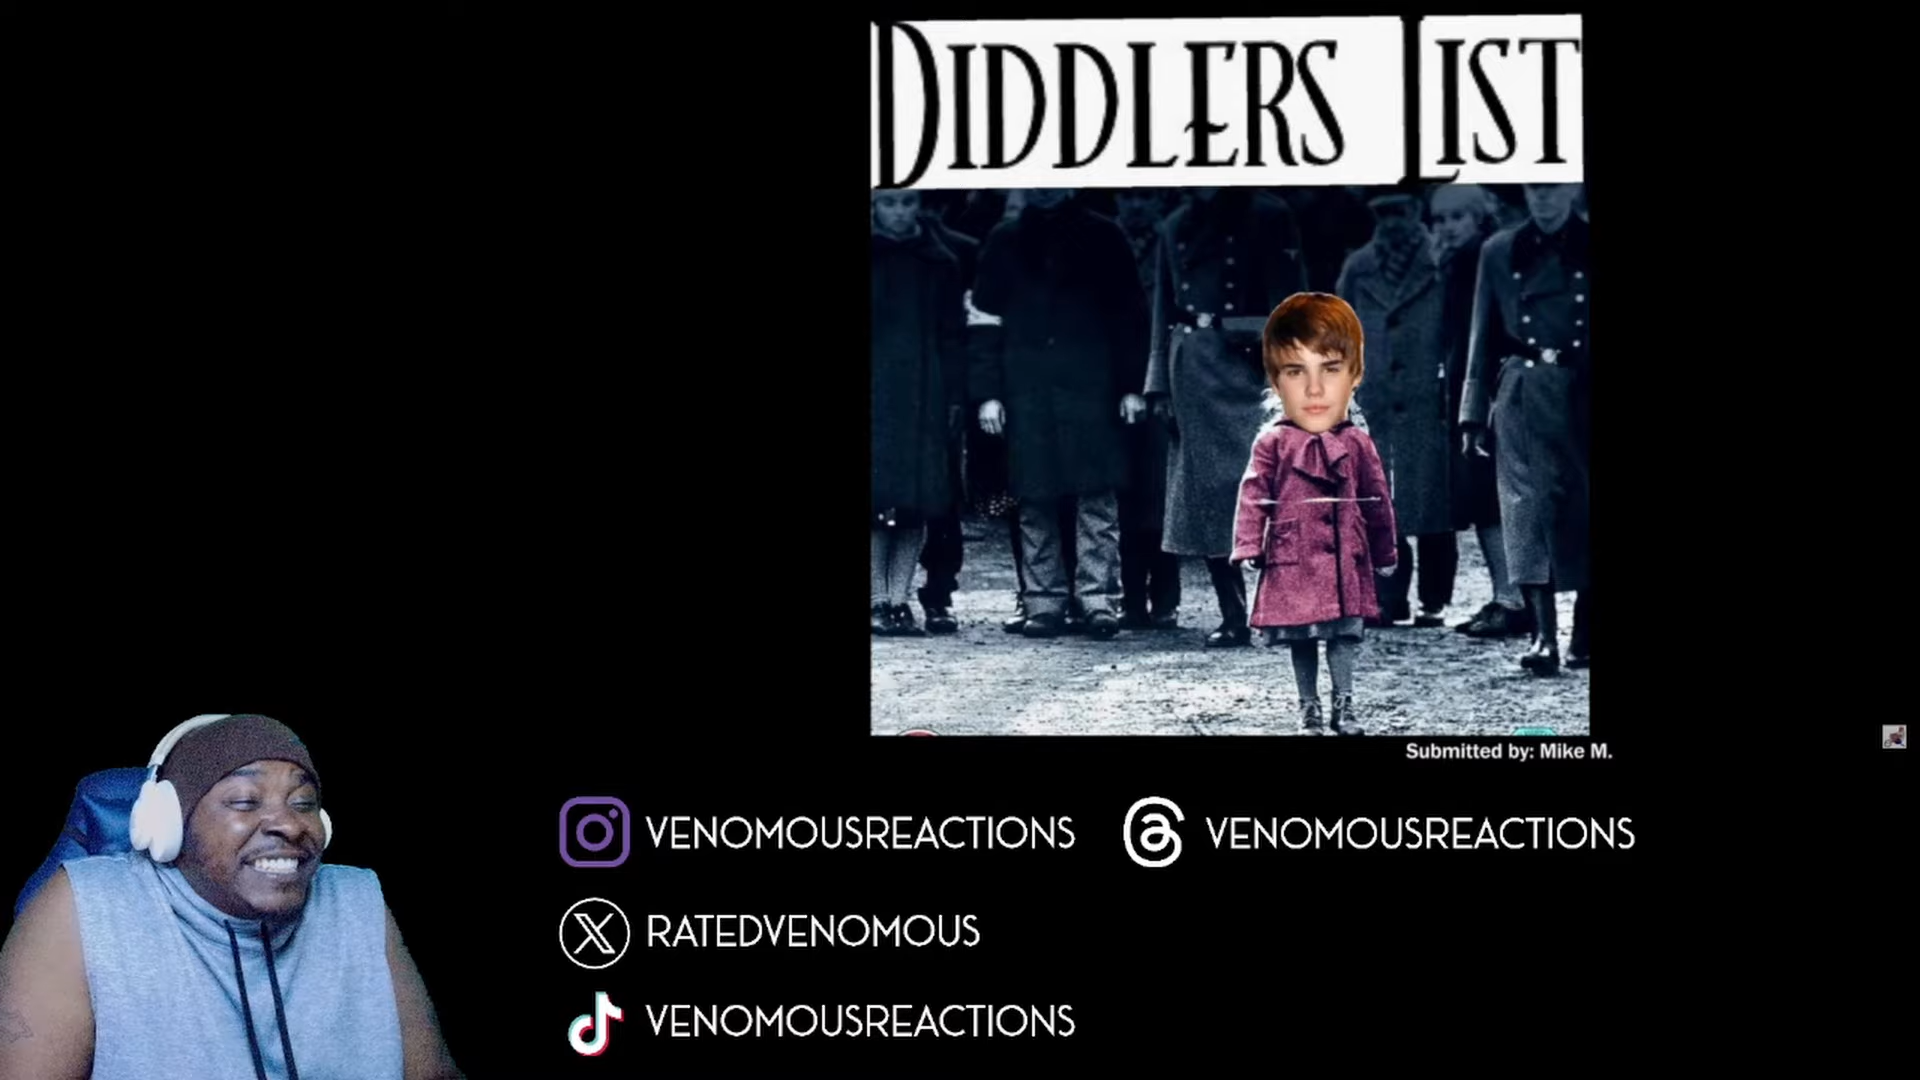 DIDDLERS LIST
Submitted by: Mike M.
VENOMOUSREACTIONS
VENOMOUSREACTIONS
RATEDVENOMOUS
VENOMOUSREACTIONS